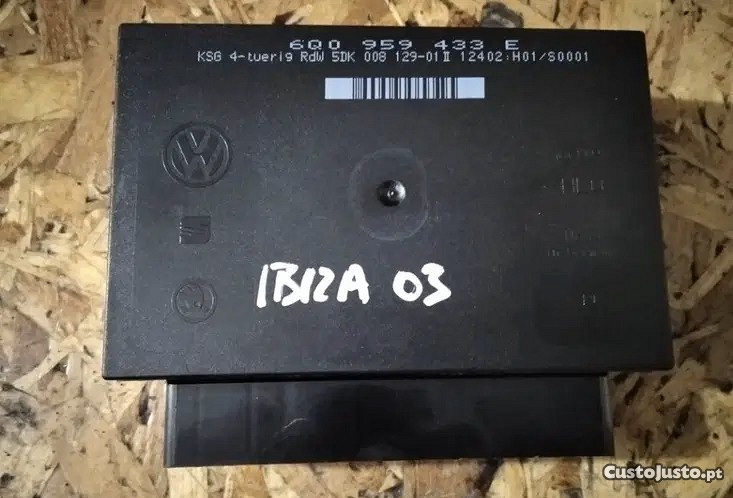 6Q0 959 433 E
KSG 4-tuerig RdW 5DK 008 129-01 II 12402; H01/S0001
IBIZA 03
CustoJusto.pt